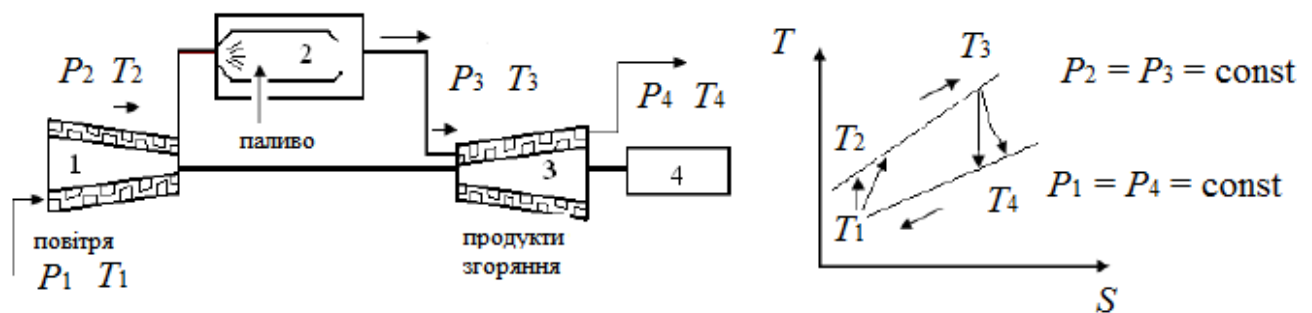 P2 T2
2
P3 T3
P4 T4
паливо
1
3
4
повітря
P1 T1
продукти
згоряння
T
T3
P2 = P3 = const
T2
P1 = P4 = const
T4
T1
S